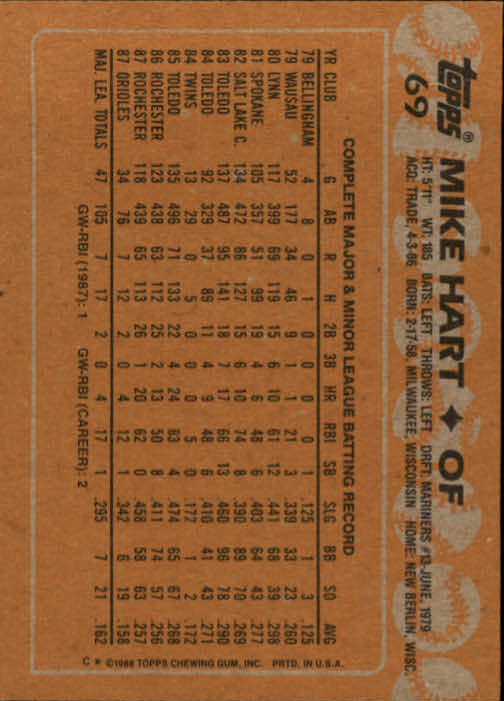 topps®
69
MIKE HART ✦ OF
HT: 5'11" WT: 185 BATS: LEFT THROWS: LEFT DRFT: MARINERS #13-JUNE, 1979
ACQ: TRADE, 4-3-86 BORN: 2-17-58, MILWAUKEE, WISCONSIN HOME: NEW BERLIN, WISC.
COMPLETE MAJOR & MINOR LEAGUE BATTING RECORD
YR CLUB G AB R H 2B 3B HR RBI SB SLG BB SO AVG
79 BELLINGHAM 4 8 0 1 0 0 0 0 1 .125 1 3 .125
79 WAUSAU 52 177 34 46 9 1 1 21 3 .339 33 23 .260
80 LYNN 117 399 69 119 15 6 10 61 12 .441 68 39 .298
81 SPOKANE 105 357 51 99 19 4 6 48 6 .403 64 43 .277
82 SALT LAKE C. 134 472 86 127 15 6 10 74 8 .390 89 70 .269
83 TOLEDO 137 487 95 141 18 7 17 66 13 .460 96 78 .290
84 TOLEDO 92 329 37 89 11 4 9 48 6 .410 41 43 .271
84 TWINS 13 29 0 5 0 0 0 5 0 .172 1 2 .172
85 TOLEDO 135 496 71 133 22 4 24 83 4 .474 65 67 .268
86 ROCHESTER 123 438 63 112 25 2 13 50 8 .411 74 57 .256
87 ROCHESTER 118 439 65 113 26 1 20 62 0 .458 58 63 .257
87 ORIOLES 34 76 7 12 2 0 4 12 1 .342 6 19 .158
MAJ. LEA. TOTALS 47 105 7 17 2 0 4 17 1 .295 7 21 .162
GW-RBI (1987): 1 GW-RBI (CAREER): 2
C * ©1988 TOPPS CHEWING GUM, INC. PRTD. IN U.S.A.